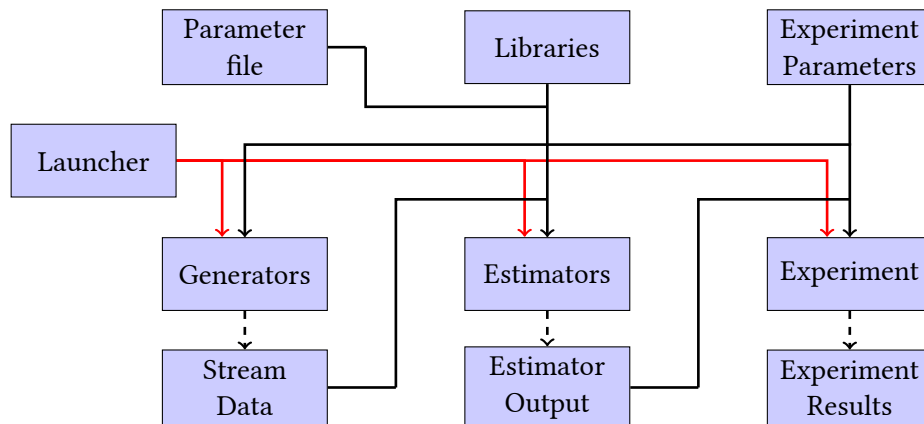 Parameter
file
Libraries
Experiment
Parameters
Launcher
Generators
Estimators
Experiment
Stream
Data
Estimator
Output
Experiment
Results